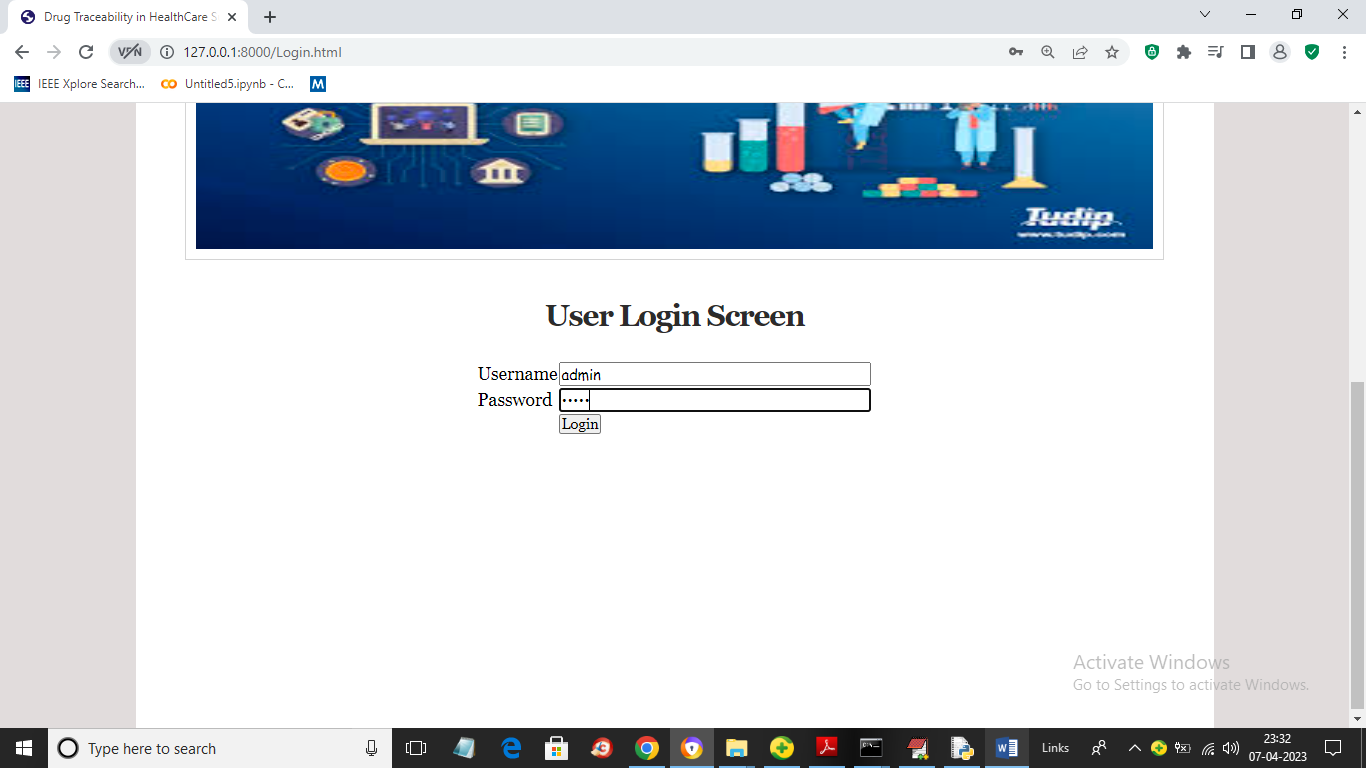 Drug Traceability in HealthCare S
VPN
127.0.0.1:8000/Login.html
IEEE
IEEE Xplore Search...
Untitled5.ipynb - C...
M
Tudip
www.tudip.com
User Login Screen
Username
admin
Password
•••••
Login
Activate Windows
Go to Settings to activate Windows.
Type here to search
Links
23:32
07-04-2023